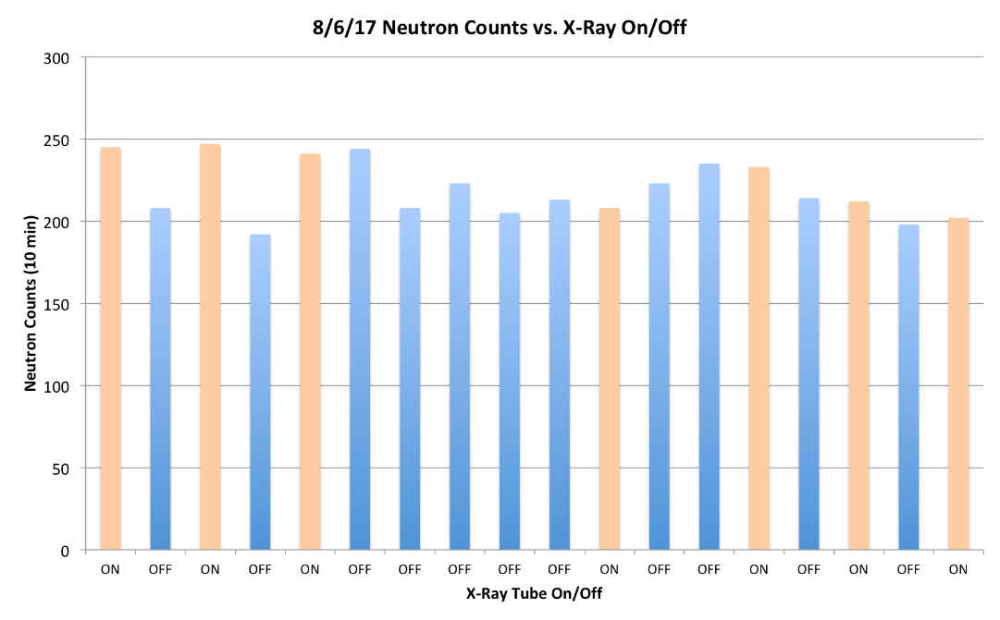 8/6/17 Neutron Counts vs. X-Ray On/Off
300
250
200
150
100
50
0
Neutron Counts (10 min)
ON OFF ON OFF ON OFF OFF OFF OFF OFF ON OFF OFF ON OFF ON OFF ON
X-Ray Tube On/Off